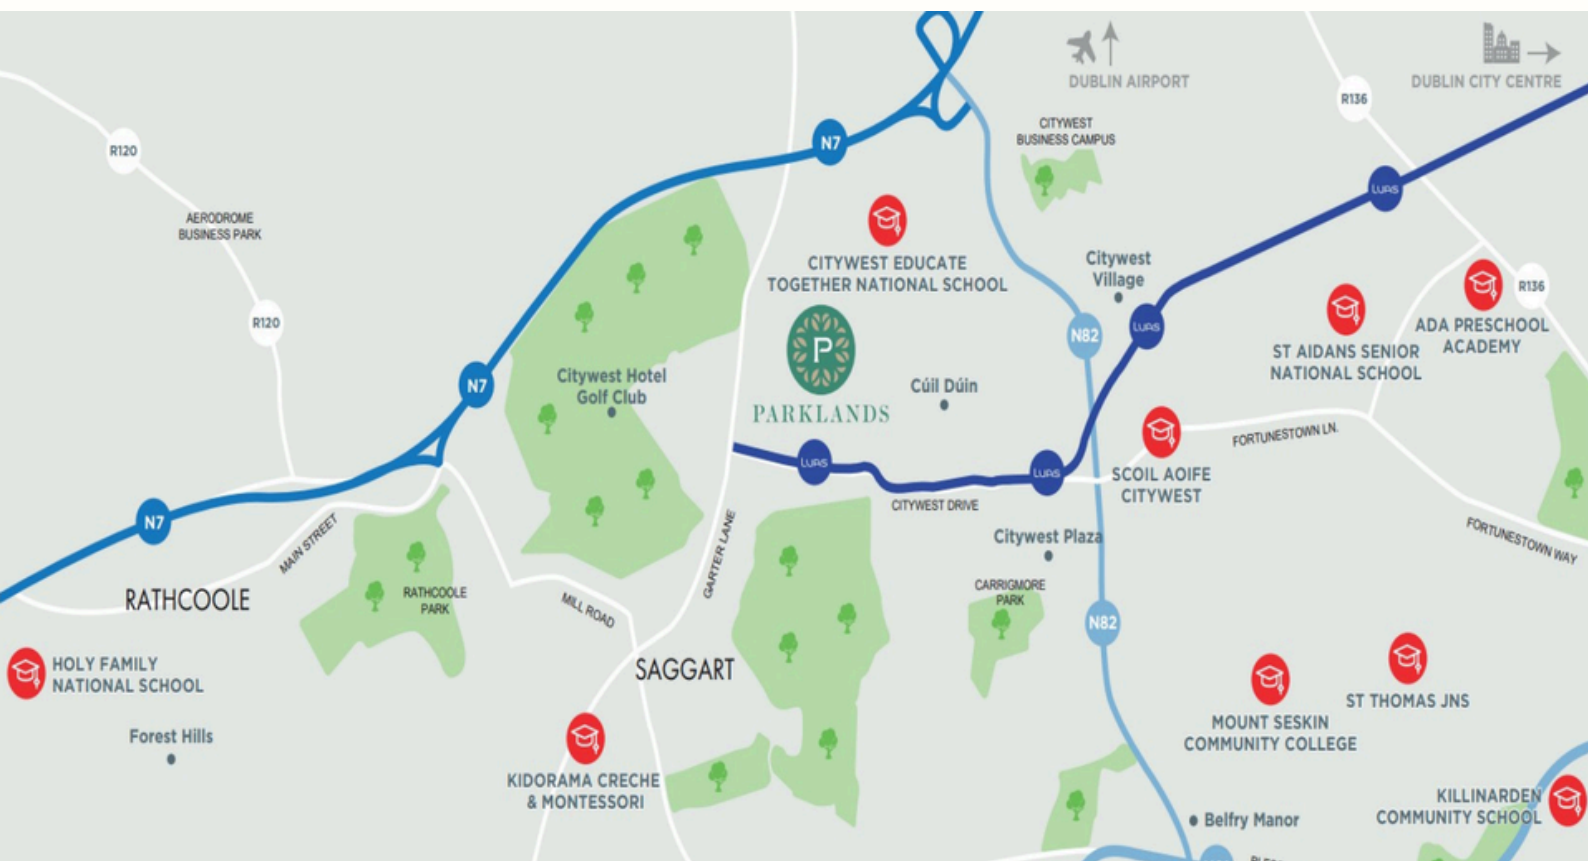 DUBLIN AIRPORT
DUBLIN CITY CENTRE
R136
CITYWEST
BUSINESS CAMPUS
N7
R120
LUAS
AERODROME
BUSINESS PARK
CITYWEST EDUCATE
TOGETHER NATIONAL SCHOOL
Citywest
Village
R136
R120
N82
LUAS
ADA PRESCHOOL
ACADEMY
ST AIDANS SENIOR
NATIONAL SCHOOL
P
PARKLANDS
Citywest Hotel
Golf Club
Cúil Dúin
N7
FORTUNESTOWN LN.
LUAS
LUAS
SCOIL AOIFE
CITYWEST
CITYWEST DRIVE
N7
MAIN STREET
GARTER LANE
Citywest Plaza
FORTUNESTOWN WAY
RATHCOOLE
RATHCOOLE
PARK
MILL ROAD
CARRIGMORE
PARK
N82
SAGGART
HOLY FAMILY
NATIONAL SCHOOL
ST THOMAS JNS
MOUNT SESKIN
COMMUNITY COLLEGE
Forest Hills
KIDORAMA CRECHE
& MONTESSORI
KILLINARDEN
COMMUNITY SCHOOL
Belfry Manor